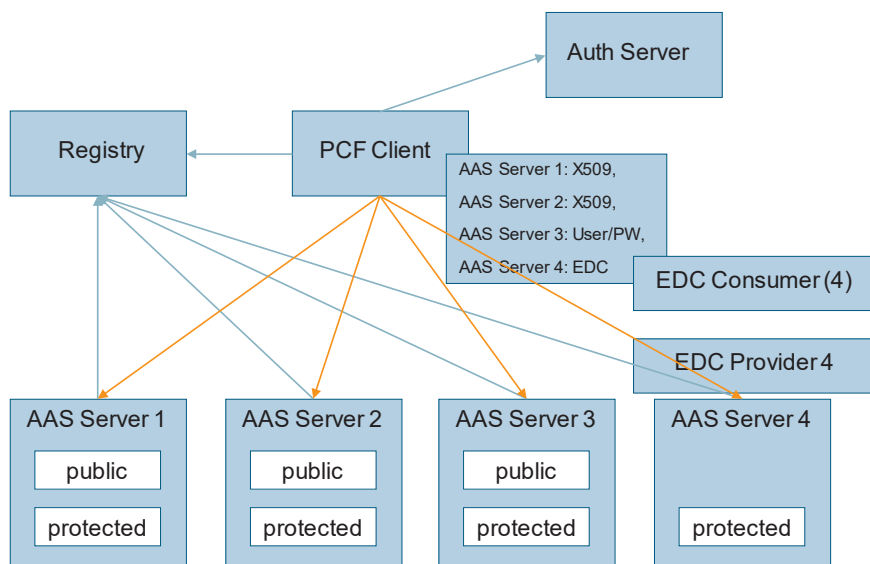 Auth Server
Registry
PCF Client
AAS Server 1: X509,
AAS Server 2: X509,
AAS Server 3: User/PW,
AAS Server 4: EDC
EDC Consumer (4)
EDC Provider 4
AAS Server 1
AAS Server 2
AAS Server 3
AAS Server 4
public
public
public
protected
protected
protected
protected